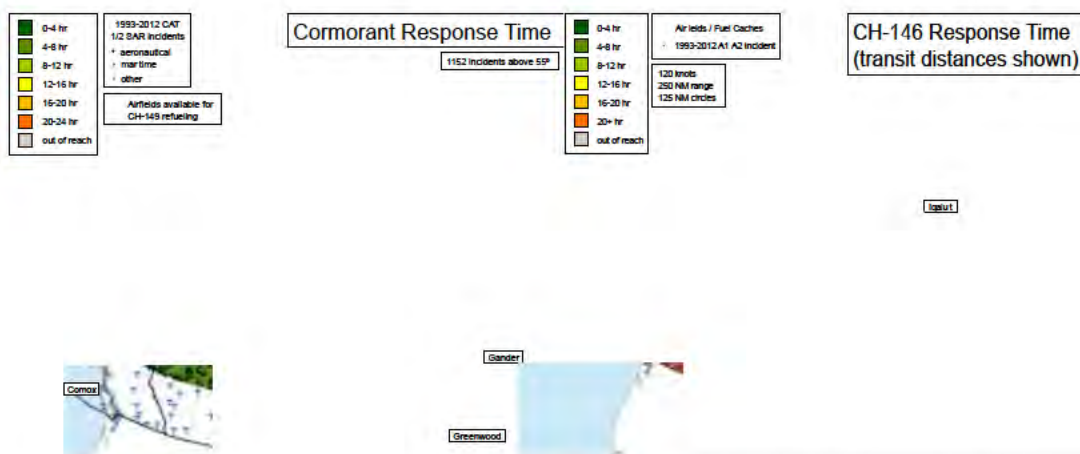 0-4 hr
4-8 hr
8-12 hr
12-16 hr
16-20 hr
20-24 hr
out of reach
1993-2012 CAT
1/2 SAR incidents
+ aeronautical
mar time
other
Airfields available for
CH-149 refueling
Cormorant Response Time
1152 incidents above 55º
0-4 hr
4-8 hr
8-12 hr
12-16 hr
16-20 hr
20+ hr
out of reach
Air ields / Fuel Caches
1993-2012 A1 A2 incident
120 knots
250 NM range
125 NM circles
CH-146 Response Time
(transit distances shown)
Iqalut
Comox
Gander
Greenwood